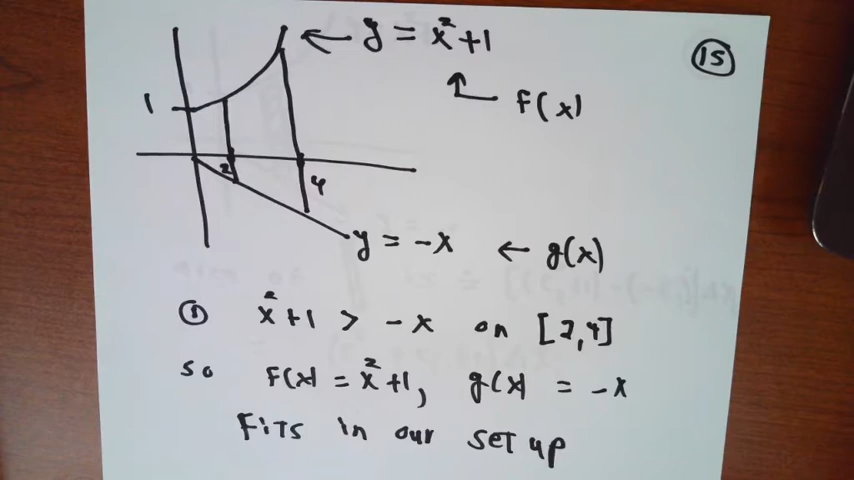 y = x²+1
15
1
F(x)
2
4
y = -x ← g(x)
① x²+1 > -x on [2,4]
so F(x) = x²+1, g(x) = -x
Fits in our set up